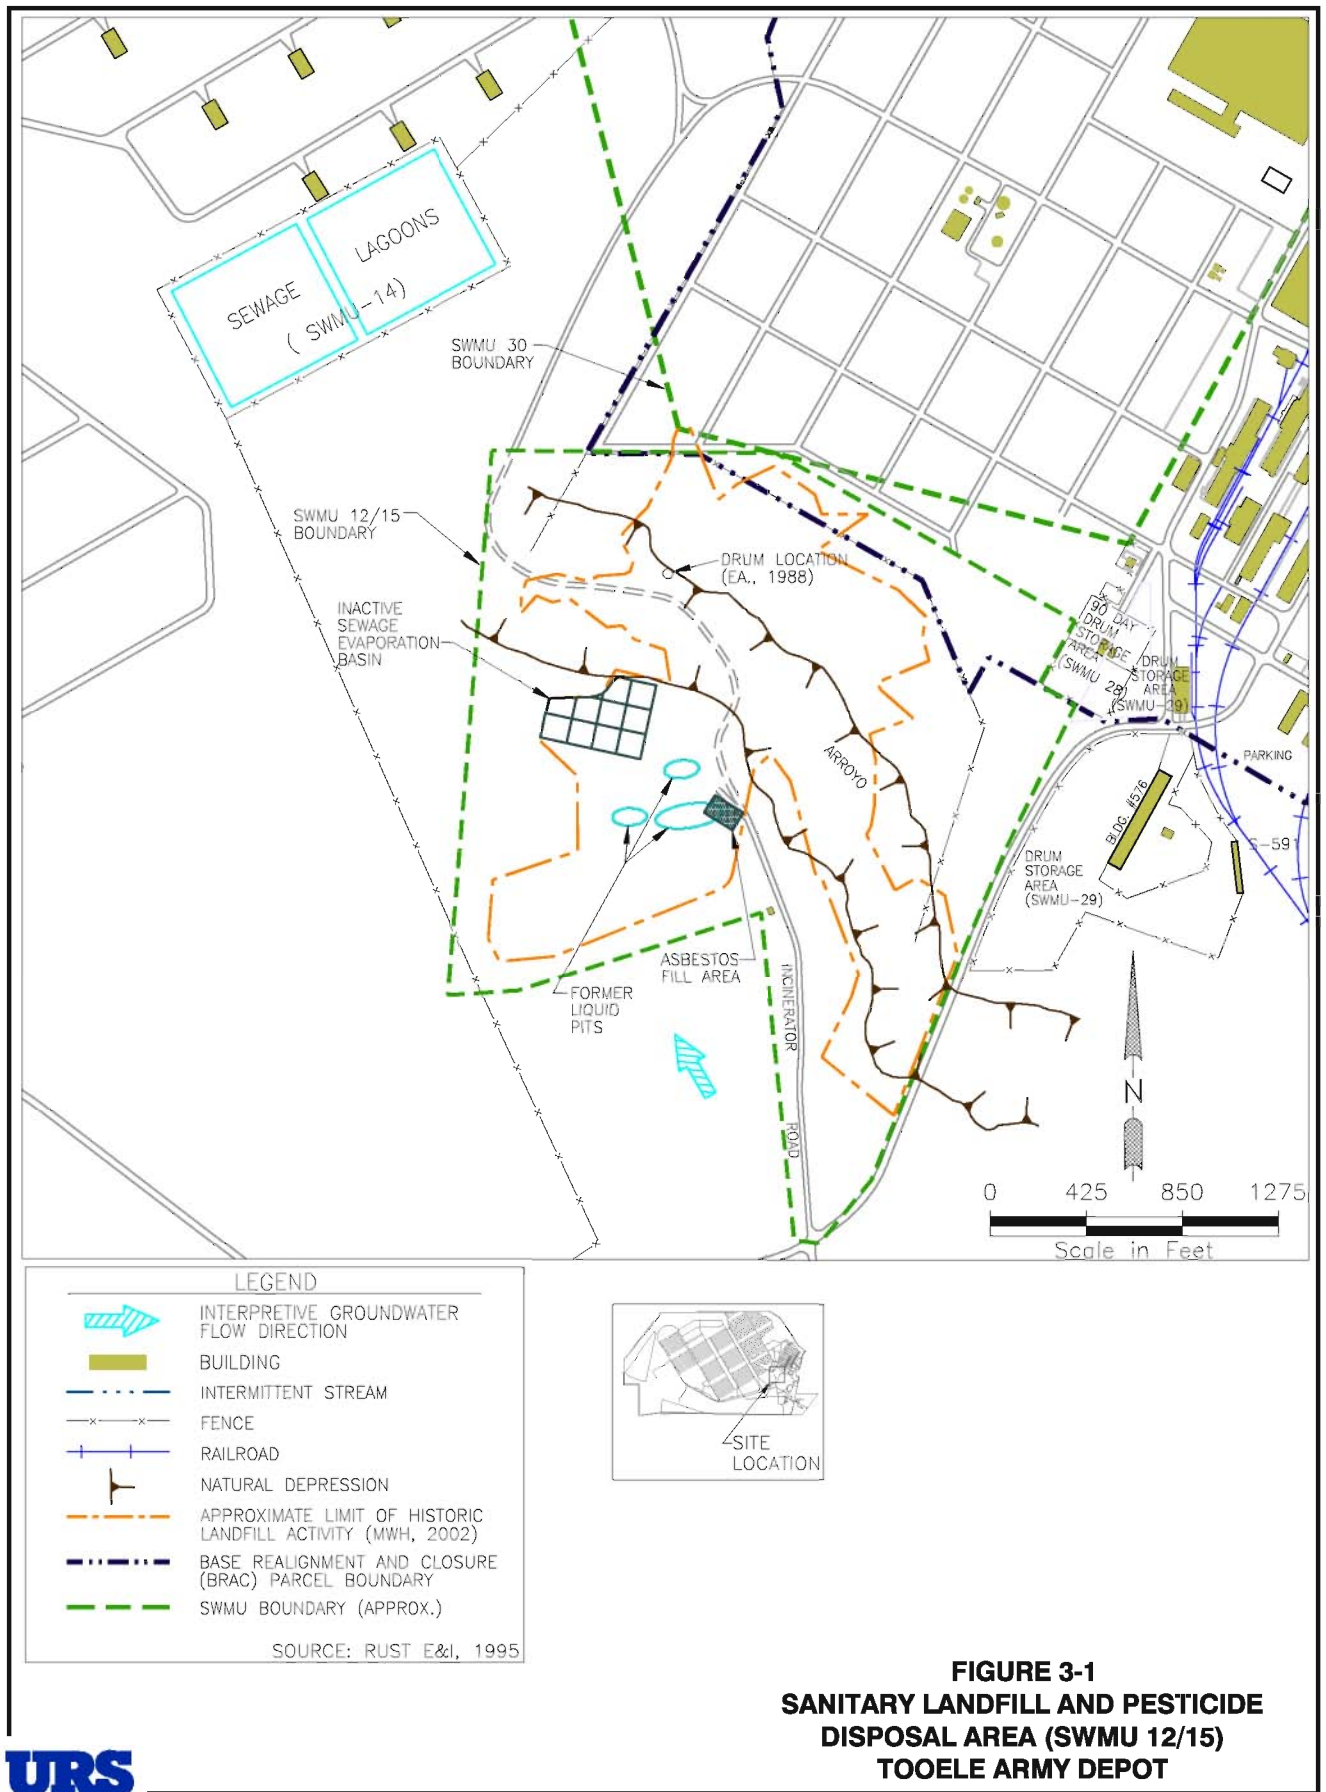 LAGOONS
SEWAGE
( SWMU-14)
SWMU 30
BOUNDARY
SWMU 12/15
BOUNDARY
DRUM LOCATION
(EA., 1988)
INACTIVE
SEWAGE
EVAPORATION
BASIN
90 DAY
DRUM
STORAGE
AREA
(SWMU 28)
DRUM
STORAGE
AREA
(SWMU-29)
PARKING
ARROYO
BLDG. #576
S-591
DRUM
STORAGE
AREA
(SWMU-29)
ASBESTOS
FILL AREA
FORMER
LIQUID
PITS
INCINERATOR
ROAD
N
0 425 850 1275
Scale in Feet
LEGEND
INTERPRETIVE GROUNDWATER
FLOW DIRECTION
BUILDING
INTERMITTENT STREAM
FENCE
RAILROAD
NATURAL DEPRESSION
APPROXIMATE LIMIT OF HISTORIC
LANDFILL ACTIVITY (MWH, 2002)
BASE REALIGNMENT AND CLOSURE
(BRAC) PARCEL BOUNDARY
SWMU BOUNDARY (APPROX.)
SOURCE: RUST E&I, 1995
SITE
LOCATION
FIGURE 3-1
SANITARY LANDFILL AND PESTICIDE
DISPOSAL AREA (SWMU 12/15)
TOOELE ARMY DEPOT
URS